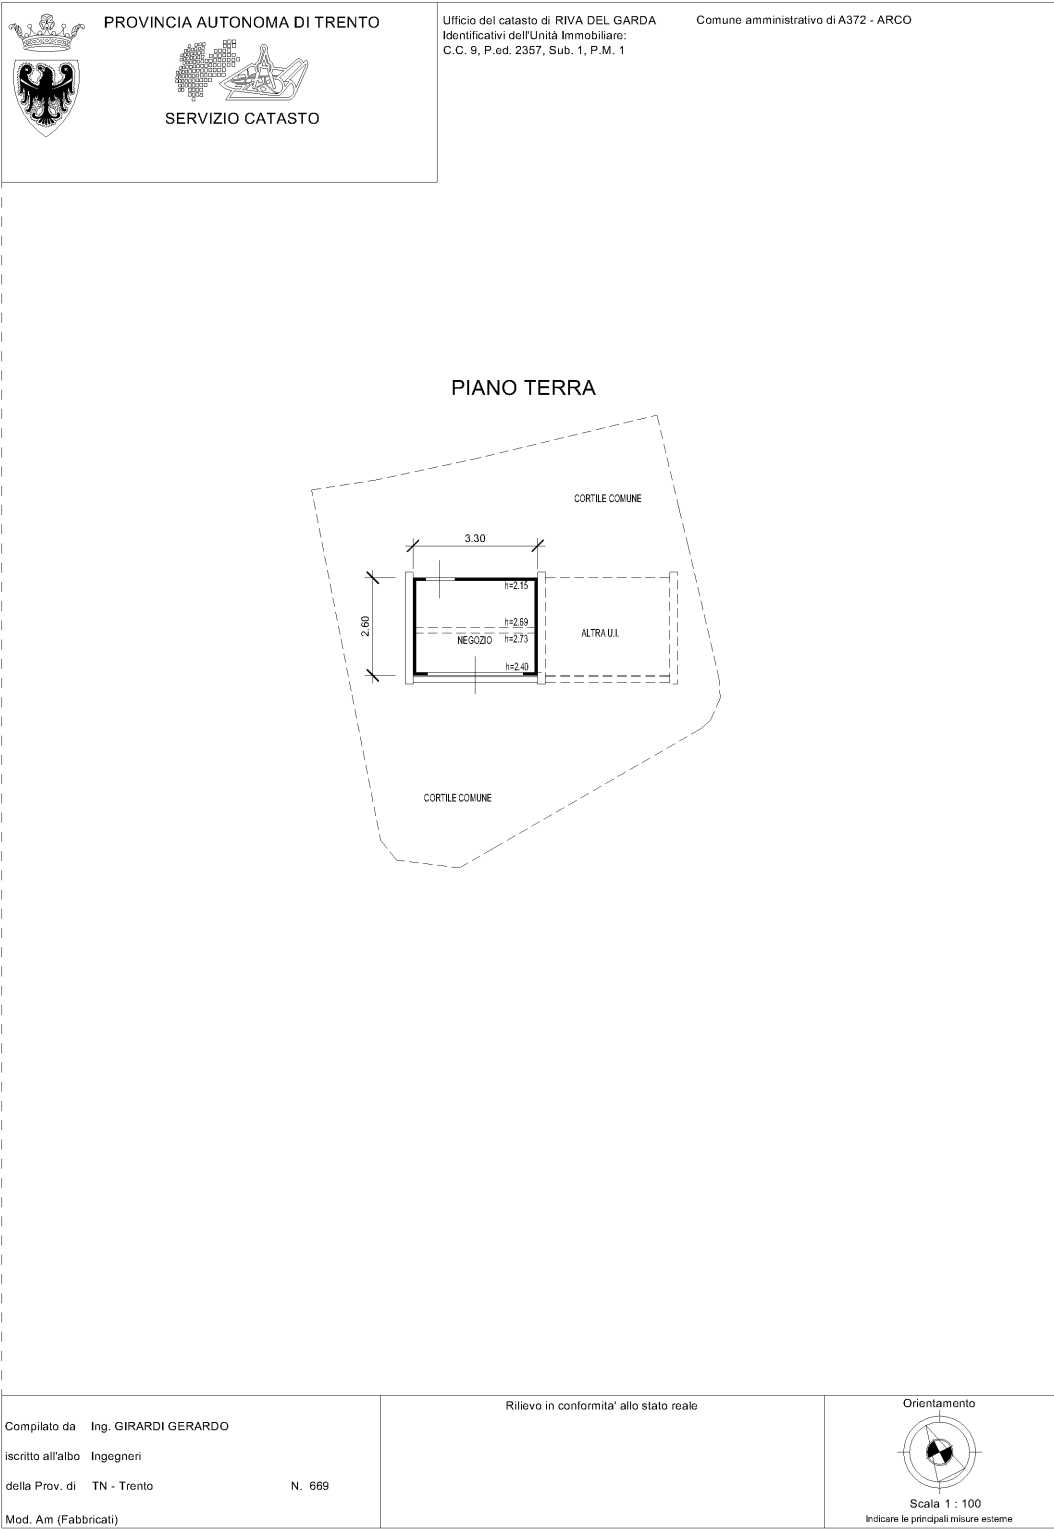 PROVINCIA AUTONOMA DI TRENTO
SERVIZIO CATASTO
Ufficio del catasto di RIVA DEL GARDA
Comune amministrativo di A372 - ARCO
Identificativi dell'Unità Immobiliare:
C.C. 9, P.ed. 2357, Sub. 1, P.M. 1
PIANO TERRA
CORTILE COMUNE
3.30
h=2.15
2.60
h=2.69
ALTRA U.I.
NEGOZIO
h=2.73
h=2.40
CORTILE COMUNE
Compilato da Ing. GIRARDI GERARDO
iscritto all'albo Ingegneri
della Prov. di TN - Trento N. 669
Mod. Am (Fabbricati)
Rilievo in conformita' allo stato reale
Orientamento
Scala 1 : 100
Indicare le principali misure esterne